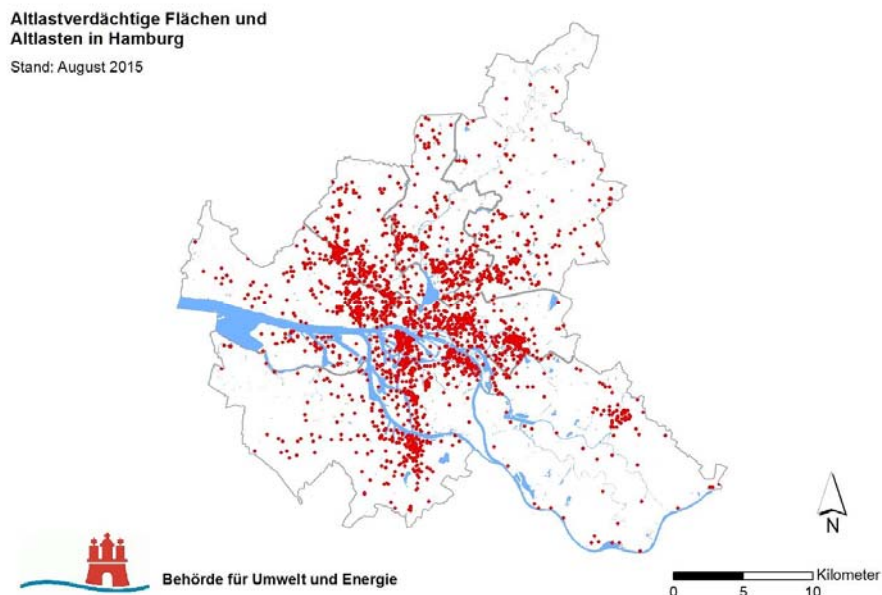 Altlastverdächtige Flächen und
Altlasten in Hamburg
Stand: August 2015
N
Behörde für Umwelt und Energie
Kilometer
0 5 10